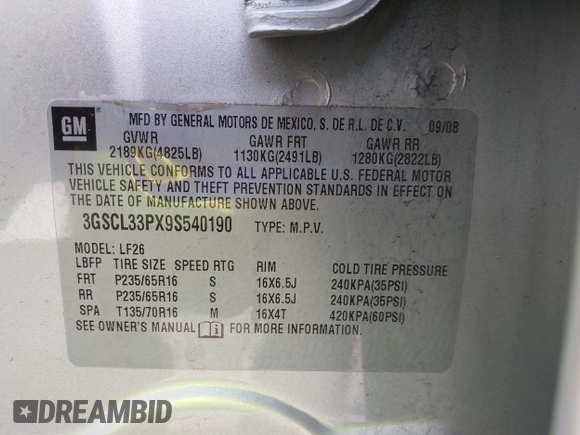 GM
MFD BY GENERAL MOTORS DE MEXICO, S. DE R.L. DE C.V. 09/08
GVWR GAWR FRT GAWR RR
2189KG(4825LB) 1130KG(2491LB) 1280KG(2822LB)
THIS VEHICLE CONFORMS TO ALL APPLICABLE U.S. FEDERAL MOTOR
VEHICLE SAFETY AND THEFT PREVENTION STANDARDS IN EFFECT ON
THE DATE OF MANUFACTURE SHOWN ABOVE.
3GSCL33PX9S540190 TYPE: M.P.V.
MODEL: LF26
LBFP TIRE SIZE SPEED RTG RIM COLD TIRE PRESSURE
FRT P235/65R16 S 16X6.5J 240KPA(35PSI)
RR P235/65R16 S 16X6.5J 240KPA(35PSI)
SPA T135/70R16 M 16X4T 420KPA(60PSI)
SEE OWNER'S MANUAL FOR MORE INFORMATION.
DREAMBID